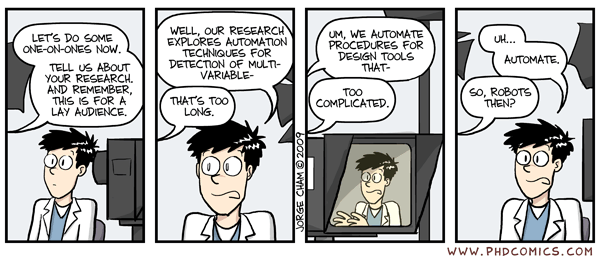 LET'S DO SOME
ONE-ON-ONES NOW.
TELL US ABOUT
YOUR RESEARCH.
AND REMEMBER,
THIS IS FOR A
LAY AUDIENCE.
WELL, OUR RESEARCH
EXPLORES AUTOMATION
TECHNIQUES FOR
DETECTION OF MULTI-
VARIABLE-
THAT'S TOO
LONG.
JORGE CHAM © 2009
UM, WE AUTOMATE
PROCEDURES FOR
DESIGN TOOLS
THAT-
TOO
COMPLICATED.
UH...
AUTOMATE.
SO, ROBOTS
THEN?
WWW.PHDCOMICS.COM